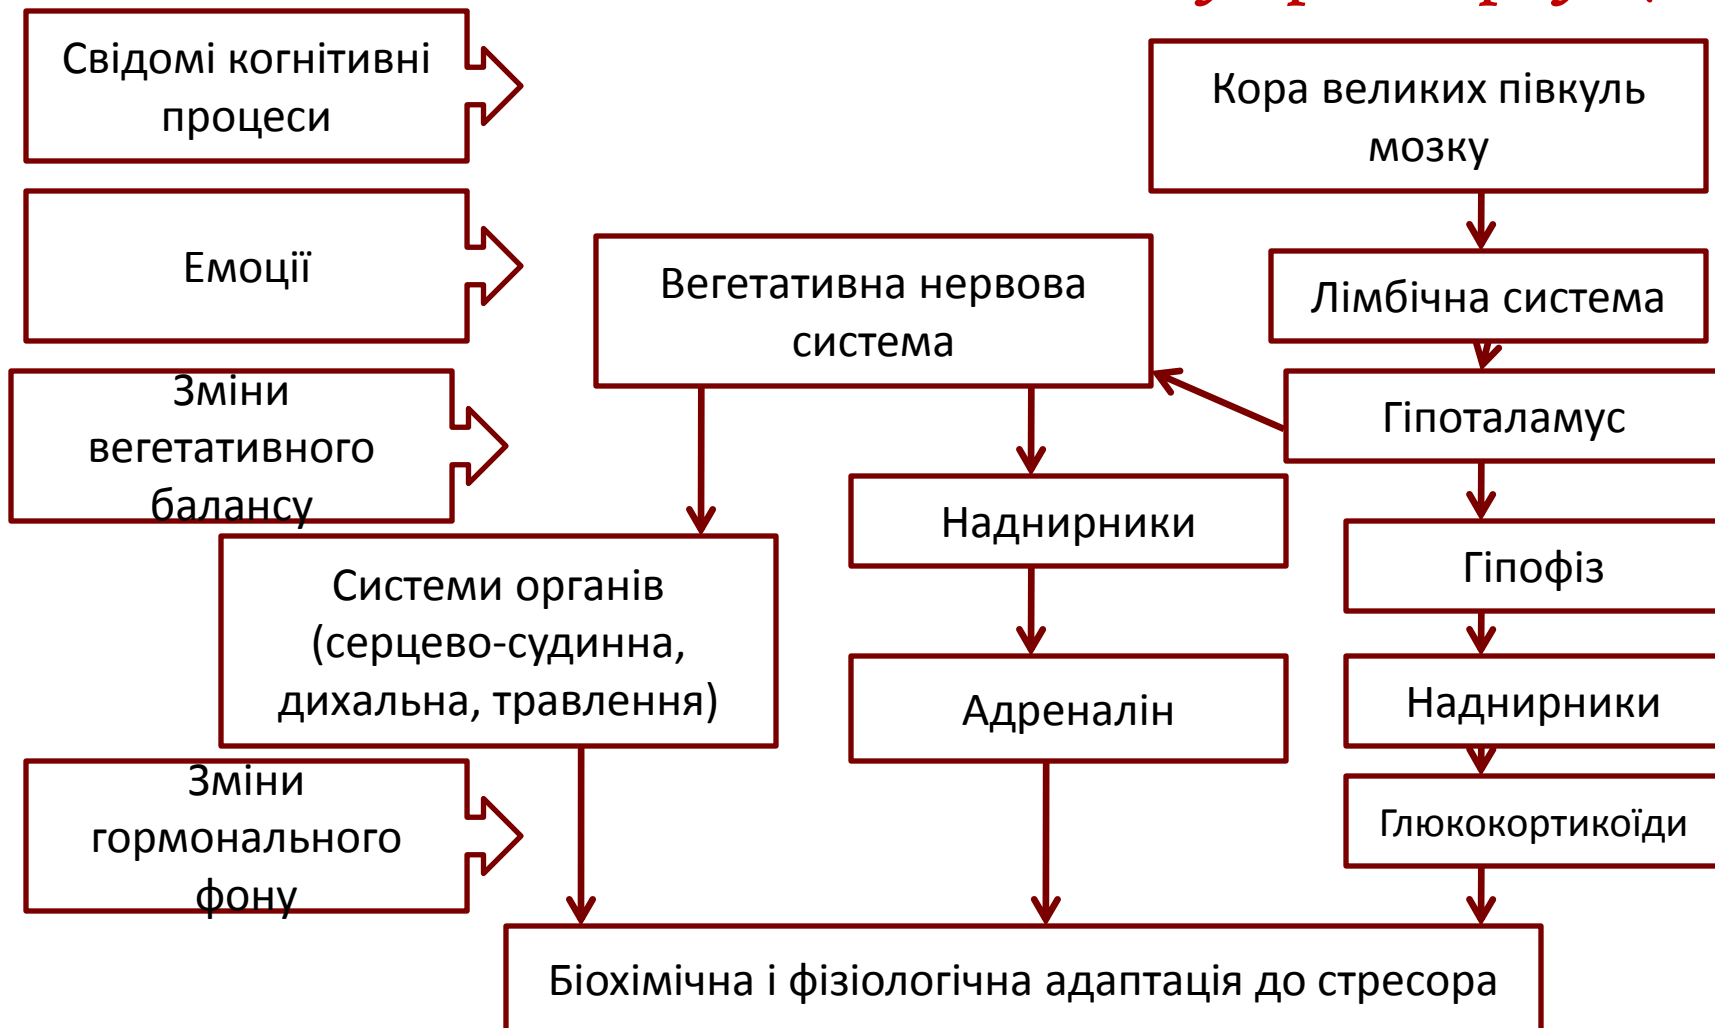 Свідомі когнітивні
процеси
Кора великих півкуль
мозку
Емоції
Вегетативна нервова
система
Лімбічна система
Зміни
вегетативного
балансу
Гіпоталамус
Наднирники
Гіпофіз
Системи органів
(серцево-судинна,
дихальна, травлення)
Адреналін
Наднирники
Зміни
гормонального
фону
Глюкокортикоїди
Біохімічна і фізіологічна адаптація до стресора